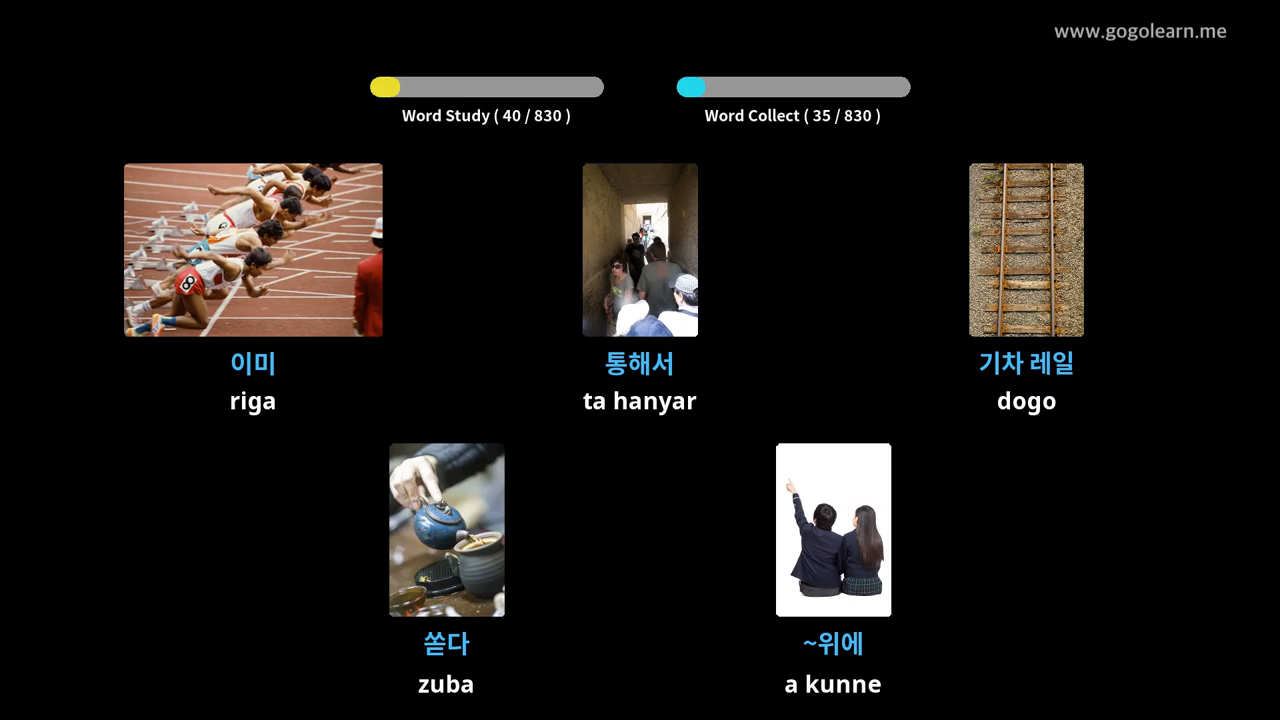 www.gogolearn.me
Word Study ( 40 / 830 )
Word Collect ( 35 / 830 )
이미
riga
통해서
ta hanyar
기차 레일
dogo
쏟다
zuba
~위에
a kunne